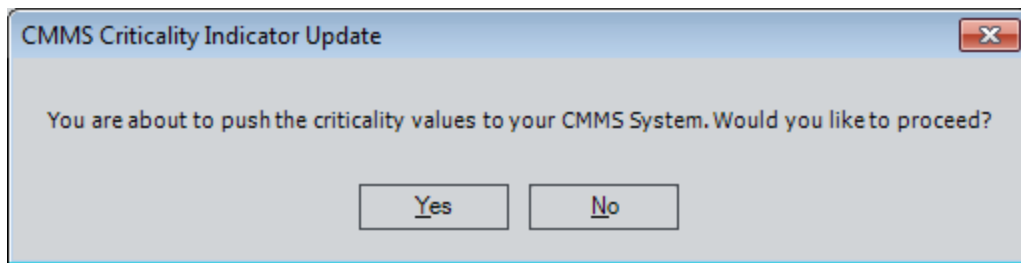 CMMS Criticality Indicator Update
You are about to push the criticality values to your CMMS System. Would you like to proceed?
Yes No